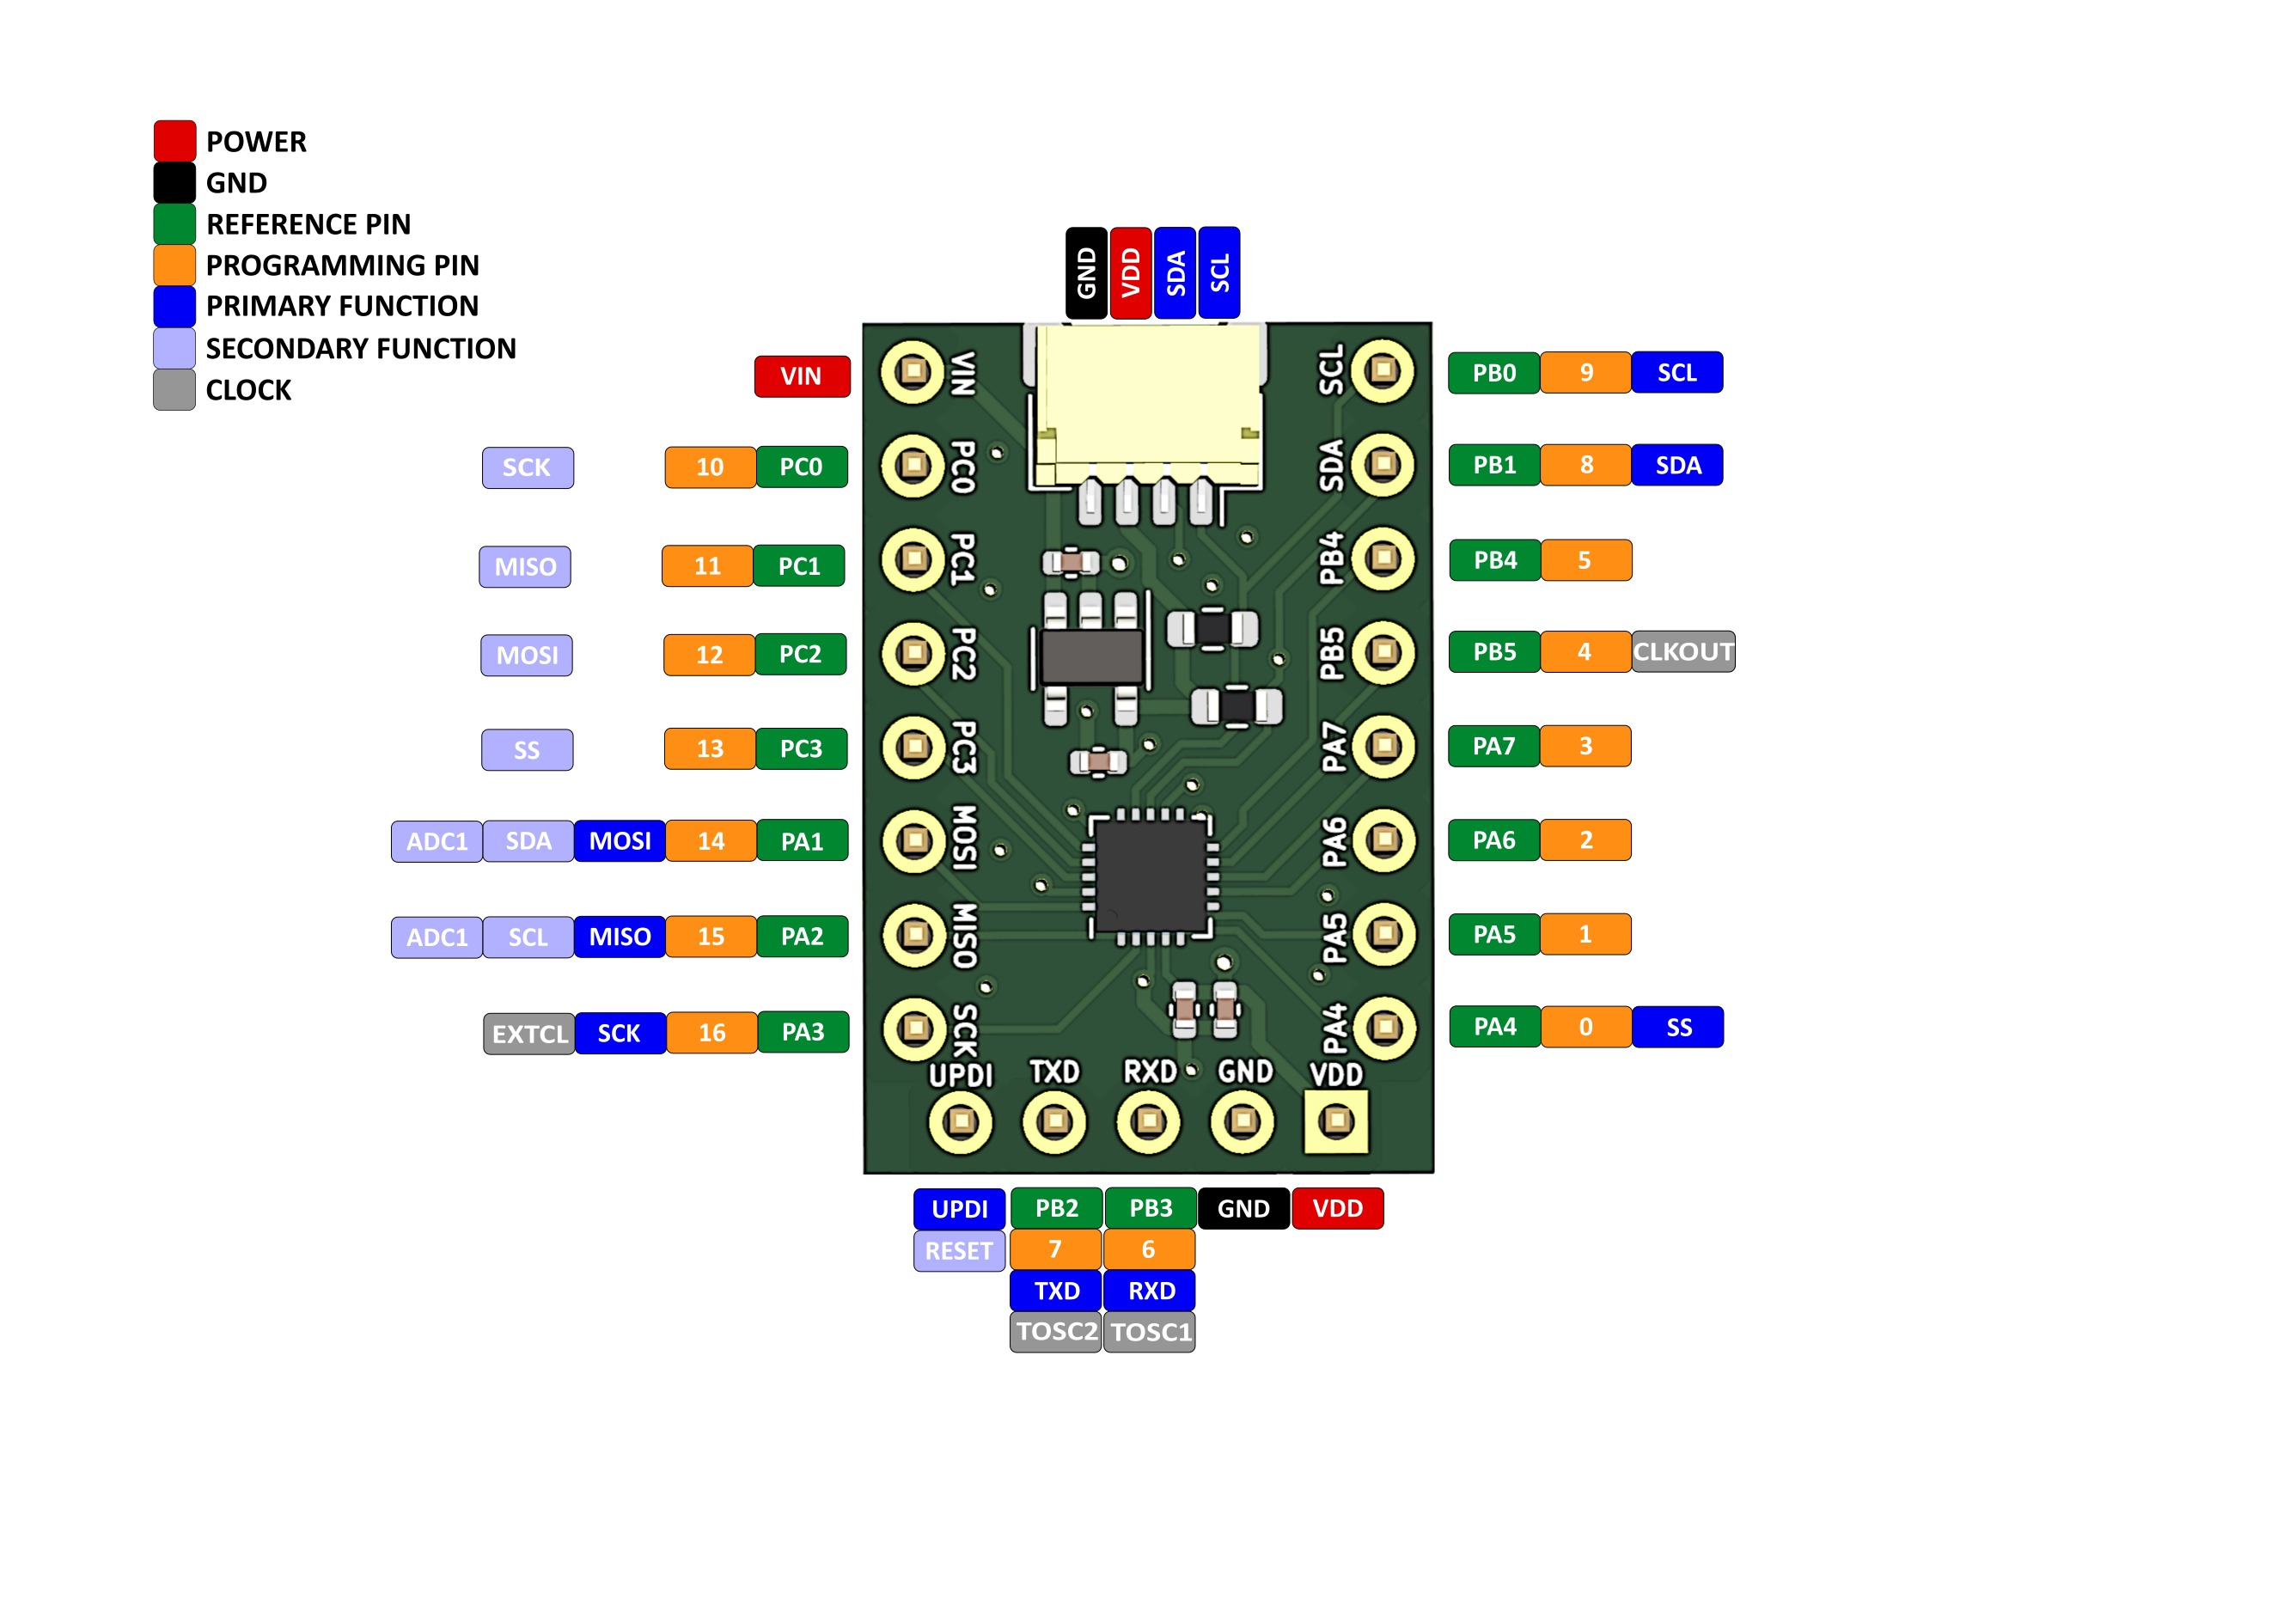 POWER
GND
REFERENCE PIN
PROGRAMMING PIN
PRIMARY FUNCTION
SECONDARY FUNCTION
CLOCK
GND VDD SDA SCL
VIN VIN SCL PB0 9 SCL
SCK 10 PC0 PC0 SDA PB1 8 SDA
MISO 11 PC1 PC1 PB4 PB4 5
MOSI 12 PC2 PC2 PB5 PB5 4 CLKOUT
SS 13 PC3 PC3 PA7 PA7 3
ADC1 SDA MOSI 14 PA1 MOSI PA6 PA6 2
ADC1 SCL MISO 15 PA2 MISO PA5 PA5 1
EXTCL SCK 16 PA3 SCK PA4 PA4 0 SS
UPDI TXD RXD GND VDD
UPDI PB2 PB3 GND VDD
RESET 7 6
TXD RXD
TOSC2 TOSC1